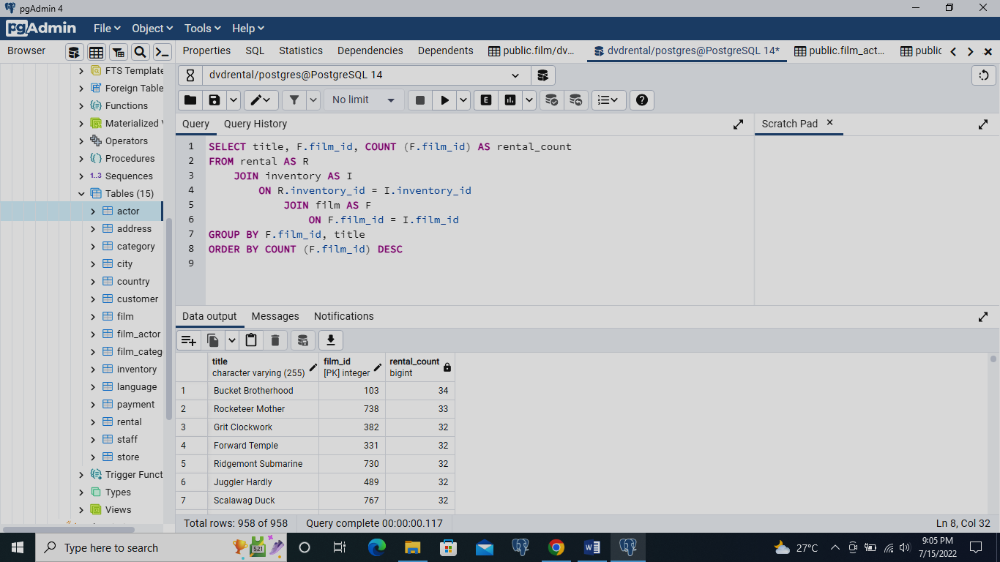 pgAdmin 4
pgAdmin File Object Tools Help
Browser Properties SQL Statistics Dependencies Dependents public.film/dv... dvdrental/postgres@PostgreSQL 14* public.film_act... public
FTS Template
Foreign Table
Functions
Materialized V
Operators
Procedures
1..3 Sequences
Tables (15)
actor
address
category
city
country
customer
film
film_actor
film_categ
inventory
language
payment
rental
staff
store
Trigger Funct
Types
Views
dvdrental/postgres@PostgreSQL 14
No limit E
Query Query History Scratch Pad
1 SELECT title, F.film_id, COUNT (F.film_id) AS rental_count
2 FROM rental AS R
3 JOIN inventory AS I
4 ON R.inventory_id = I.inventory_id
5 JOIN film AS F
6 ON F.film_id = I.film_id
7 GROUP BY F.film_id, title
8 ORDER BY COUNT (F.film_id) DESC
9
Data output Messages Notifications
title film_id rental_count
character varying (255) [PK] integer bigint
1 Bucket Brotherhood 103 34
2 Rocketeer Mother 738 33
3 Grit Clockwork 382 32
4 Forward Temple 331 32
5 Ridgemont Submarine 730 32
6 Juggler Hardly 489 32
7 Scalawag Duck 767 32
Total rows: 958 of 958 Query complete 00:00:00.117 Ln 8, Col 32
Type here to search 521 27°C 9:05 PM
7/15/2022